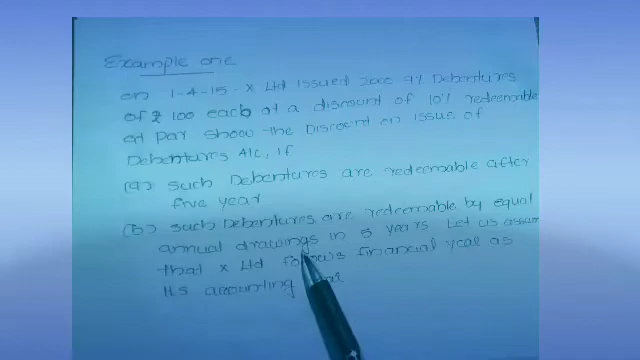 Example one
on 1-4-15 - X Ltd Issued 2000 9% Debentures
of ₹ 100 each at a discount of 10% redeemable
at par show the Discount on Issue of
Debentures A/C, If
(a) such Debentures are redeemable after
five year
(b) such Debentures are redeemable by equal
annual drawings in 5 years. Let us assum
that X Ltd follows financial year as
Its accounting